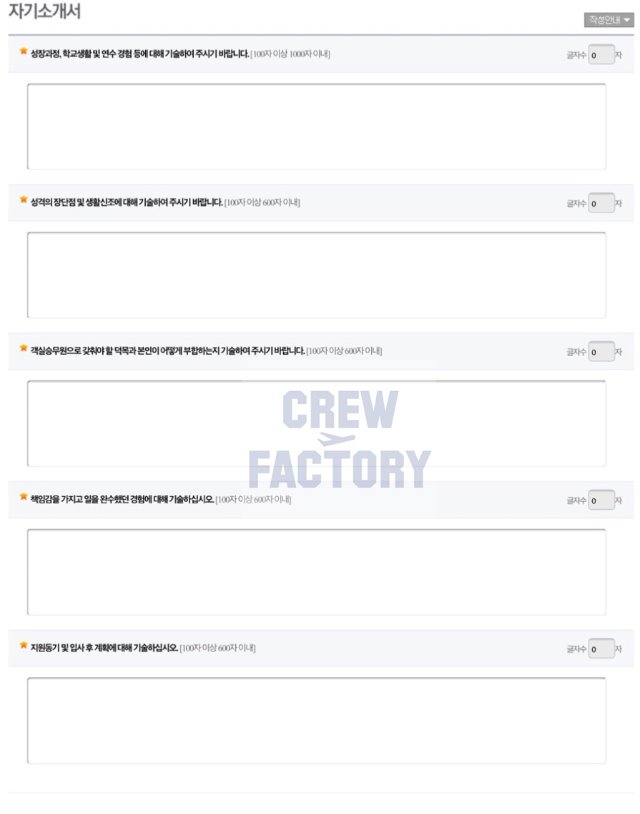 자기소개서
작성안내
성장과정, 학교생활 및 연수 경험 등에 대해 기술하여 주시기 바랍니다. [100자 이상 1000자 이내] 글자수 0 자
성격의 장단점 및 생활신조에 대해 기술하여 주시기 바랍니다. [100자 이상 600자 이내] 글자수 0 자
객실승무원으로 갖춰야 할 덕목과 본인이 어떻게 부합하는지 기술하여 주시기 바랍니다. [100자 이상 600자 이내] 글자수 0 자
CREW
FACTORY
책임감을 가지고 일을 완수했던 경험에 대해 기술하십시오. [100자 이상 600자 이내] 글자수 0 자
지원동기 및 입사 후 계획에 대해 기술하십시오. [100자 이상 600자 이내] 글자수 0 자